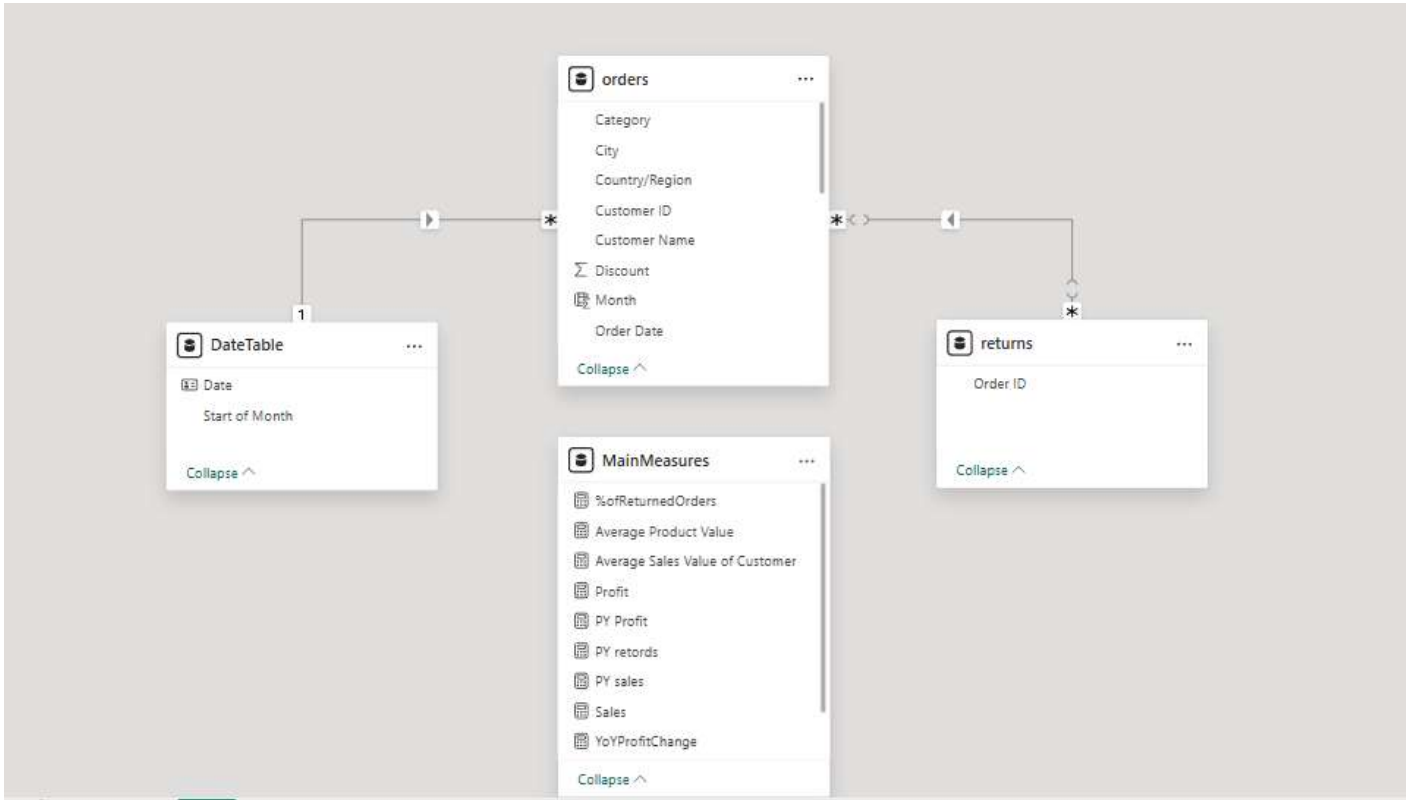 orders
Category
City
Country/Region
Customer ID
Customer Name
Discount
Month
Order Date
Collapse
1
DateTable
Date
Start of Month
Collapse
returns
Order ID
Collapse
MainMeasures
%ofReturnedOrders
Average Product Value
Average Sales Value of Customer
Profit
PY Profit
PY retords
PY sales
Sales
YoYProfitChange
Collapse